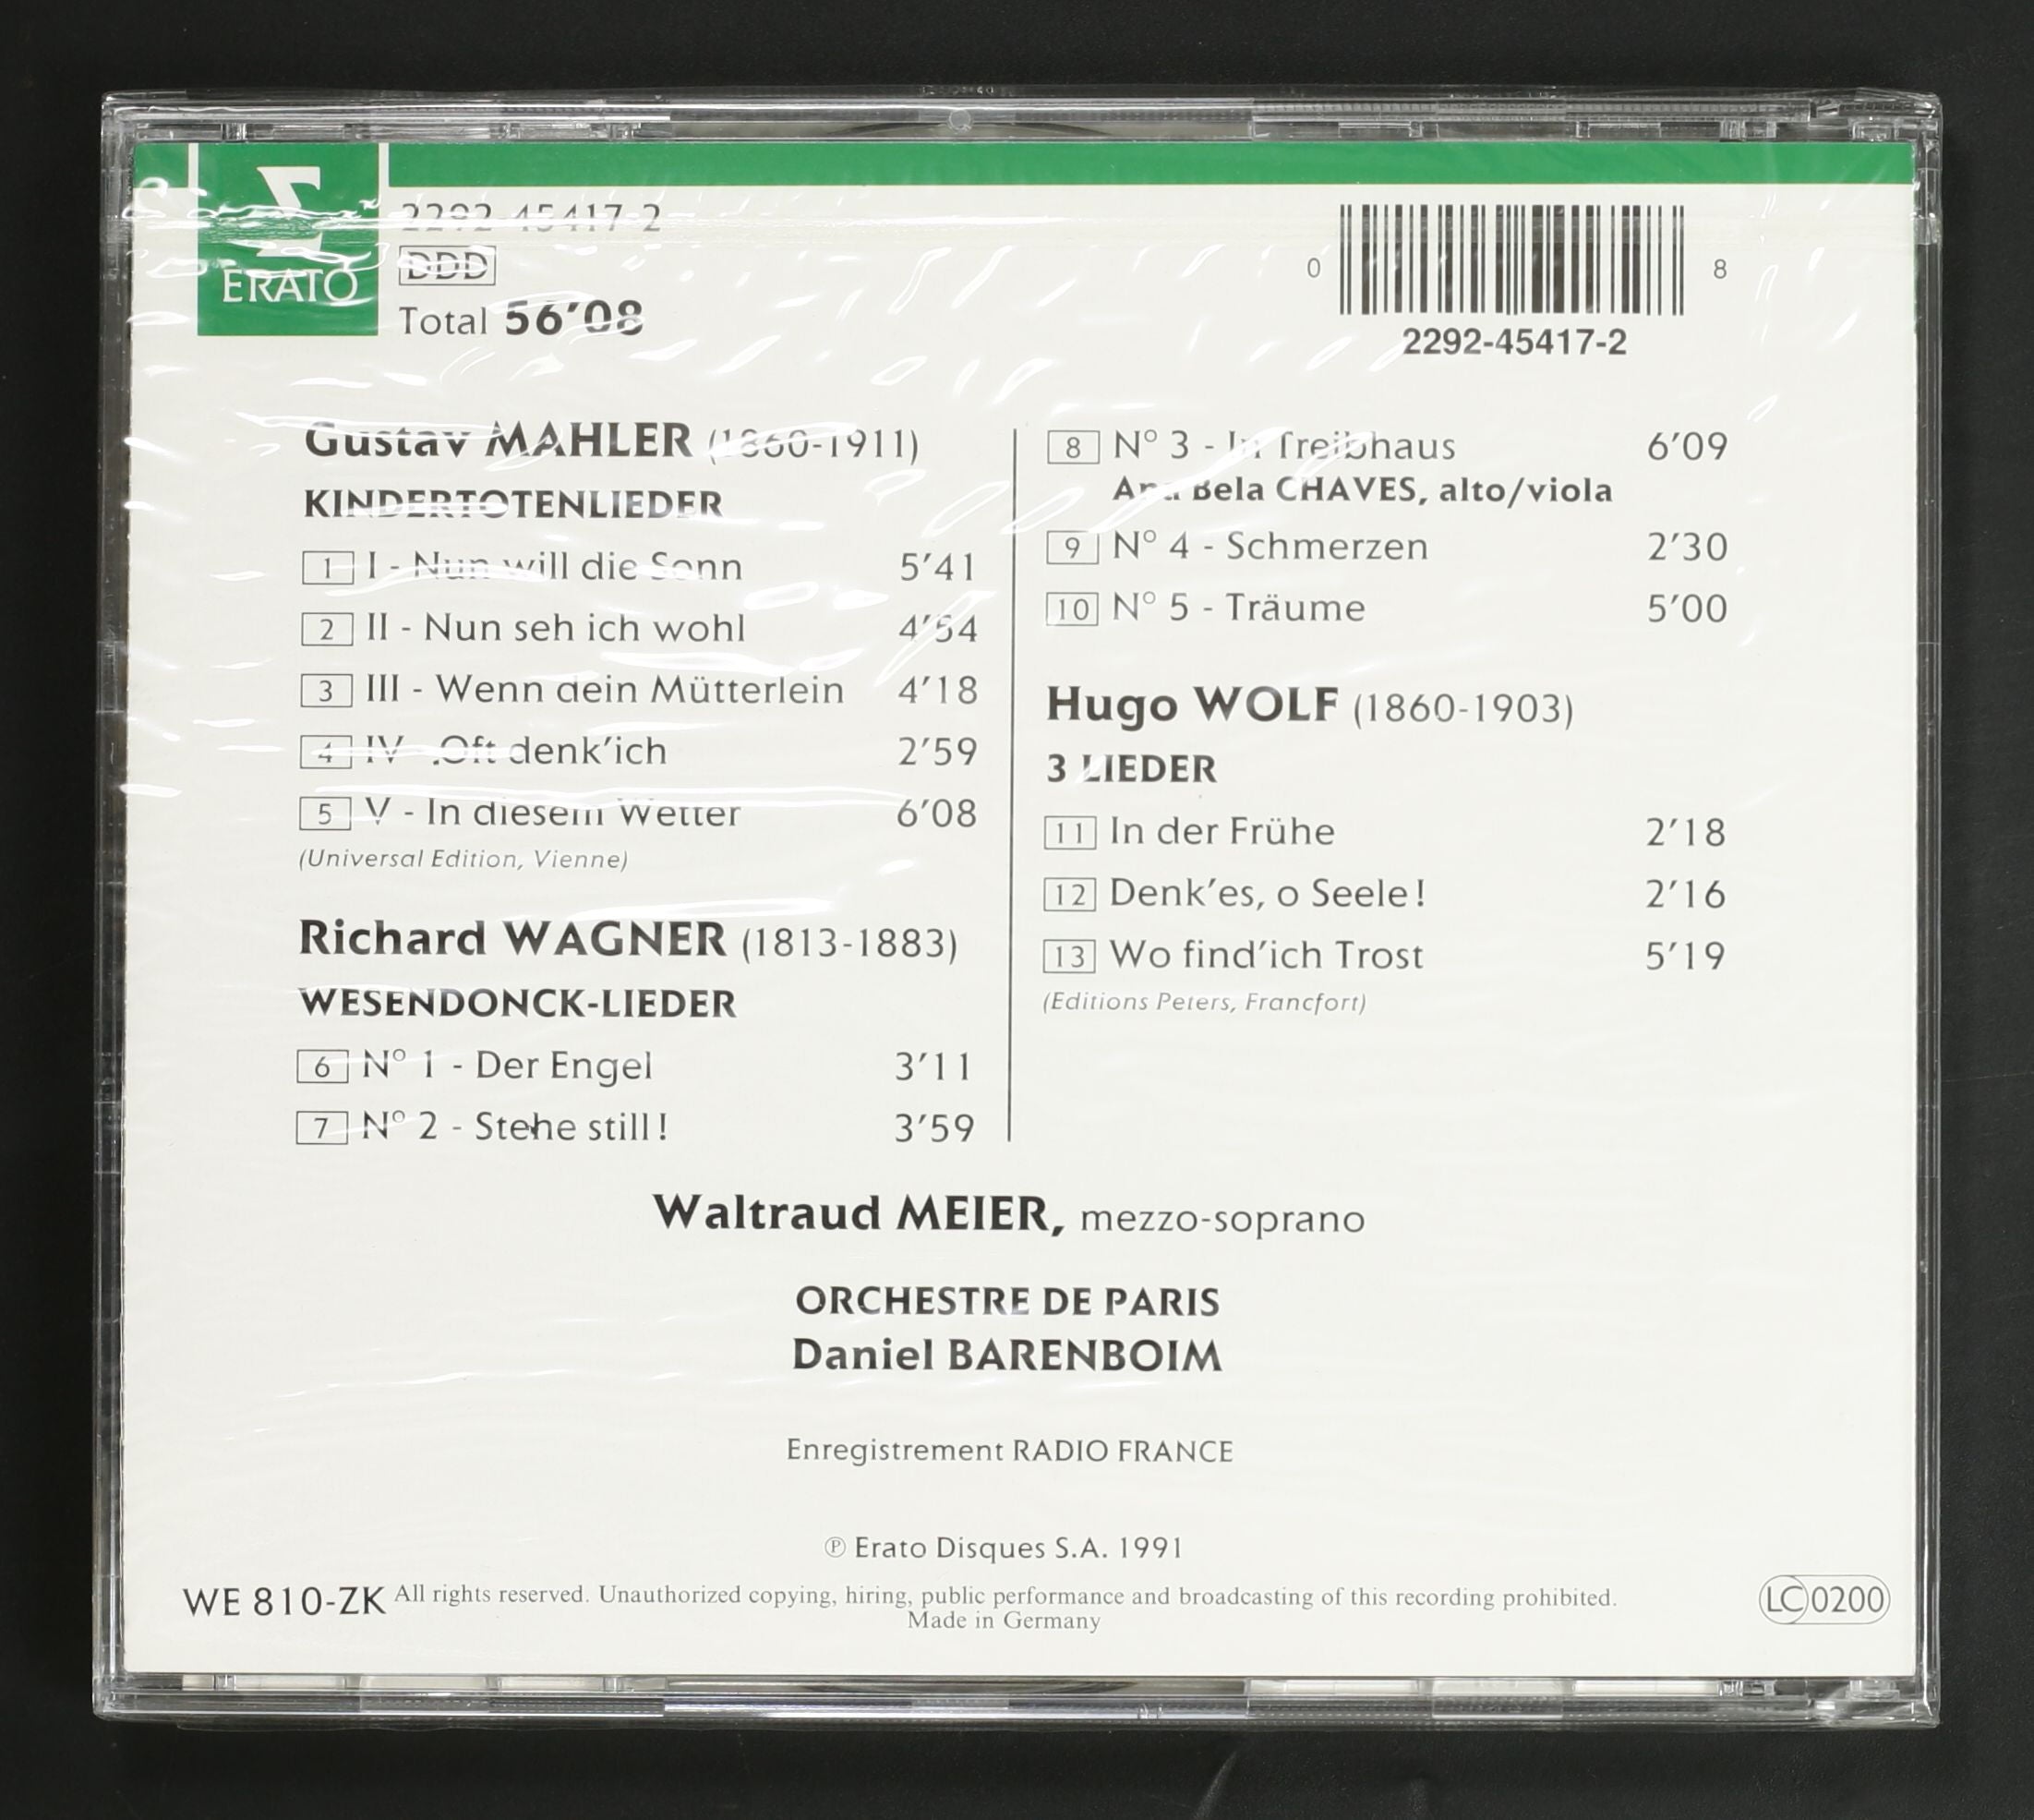 ERATO
2292-45417-2
DDD
Total 56'08
0 8
2292-45417-2
Gustav MAHLER (1860-1911)
KINDERTOTENLIEDER
1 I - Nun will die Sonn 5'41
2 II - Nun seh ich wohl 4'54
3 III - Wenn dein Mütterlein 4'18
4 IV - Oft denk'ich 2'59
5 V - In diesem Wetter 6'08
(Universal Edition, Vienne)
Richard WAGNER (1813-1883)
WESENDONCK-LIEDER
6 N° 1 - Der Engel 3'11
7 N° 2 - Stehe still! 3'59
8 N° 3 - Im Treibhaus 6'09
Ana Bela CHAVES, alto/viola
9 N° 4 - Schmerzen 2'30
10 N° 5 - Träume 5'00
Hugo WOLF (1860-1903)
3 LIEDER
11 In der Frühe 2'18
12 Denk'es, o Seele! 2'16
13 Wo find'ich Trost 5'19
(Editions Peters, Francfort)
Waltraud MEIER, mezzo-soprano
ORCHESTRE DE PARIS
Daniel BARENBOIM
Enregistrement RADIO FRANCE
℗ Erato Disques S.A. 1991
WE 810-ZK All rights reserved. Unauthorized copying, hiring, public performance and broadcasting of this recording prohibited.
Made in Germany
LC 0200